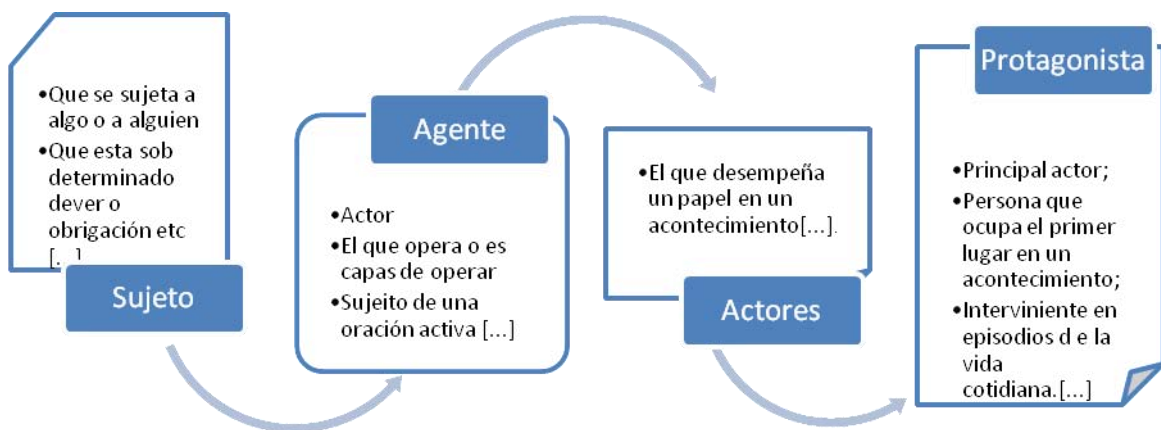 •Que se sujeta a
algo o a alguien
•Que esta sob
determinado
dever o
obrigación etc
[...]
Sujeto
Agente
•Actor
•El que opera o es
capas de operar
•Sujeito de una
oración activa [...]
•El que desempeña
un papel en un
acontecimiento[...].
Actores
Protagonista
•Principal actor;
•Persona que
ocupa el primer
lugar en un
acontecimiento;
•Interviniente en
episodios d e la
vida
cotidiana.[...]